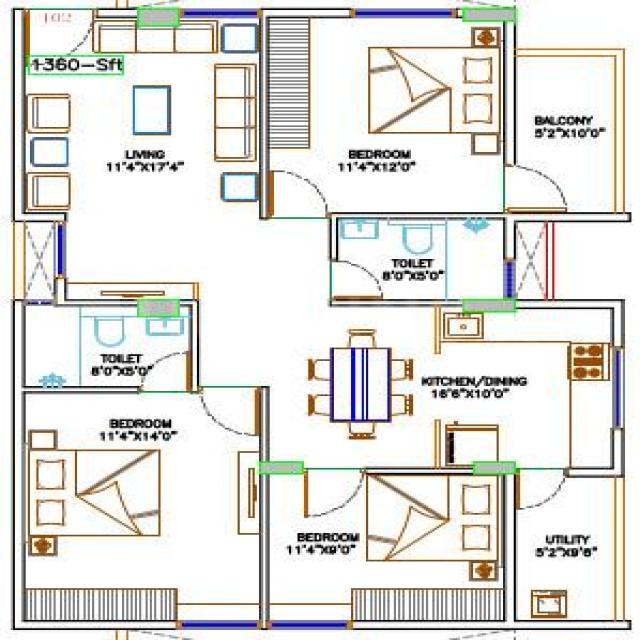 102
1360-Sft
LIVING
11'4"X17'4"
BEDROOM
11'4"X12'0"
BALCONY
5'2"X10'0"
TOILET
8'0"X5'0"
TOILET
8'0"X5'0"
KITCHEN/DINING
16'6"X10'0"
BEDROOM
11'4"X14'0"
BEDROOM
11'4"X9'0"
UTILITY
5'2"X9'6"